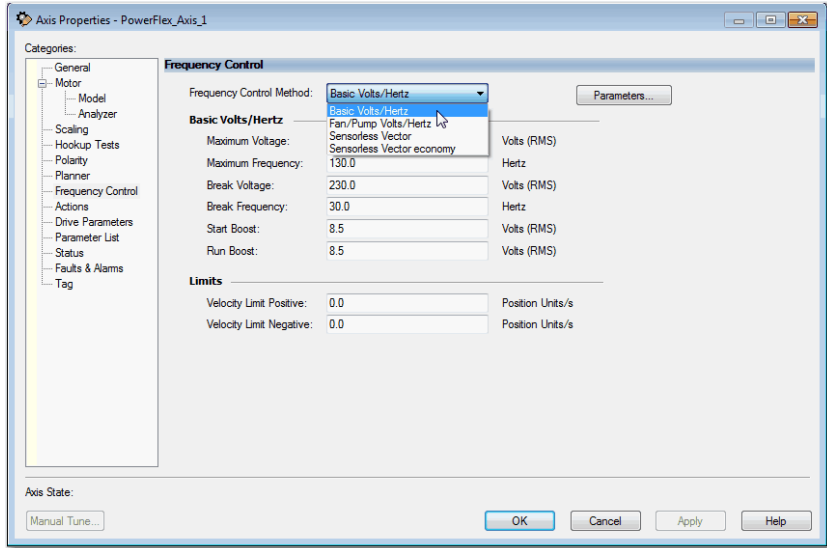 Axis Properties - PowerFlex_Axis_1
Categories:
General
Motor
Model
Analyzer
Scaling
Hookup Tests
Polarity
Planner
Frequency Control
Actions
Drive Parameters
Parameter List
Status
Faults & Alarms
Tag
Frequency Control
Frequency Control Method: Basic Volts/Hertz Parameters...
Basic Volts/Hertz
Fan/Pump Volts/Hertz
Sensorless Vector
Sensorless Vector economy
Basic Volts/Hertz
Maximum Voltage: Volts (RMS)
Maximum Frequency: 130.0 Hertz
Break Voltage: 230.0 Volts (RMS)
Break Frequency: 30.0 Hertz
Start Boost: 8.5 Volts (RMS)
Run Boost: 8.5 Volts (RMS)
Limits
Velocity Limit Positive: 0.0 Position Units/s
Velocity Limit Negative: 0.0 Position Units/s
Axis State:
Manual Tune... OK Cancel Apply Help